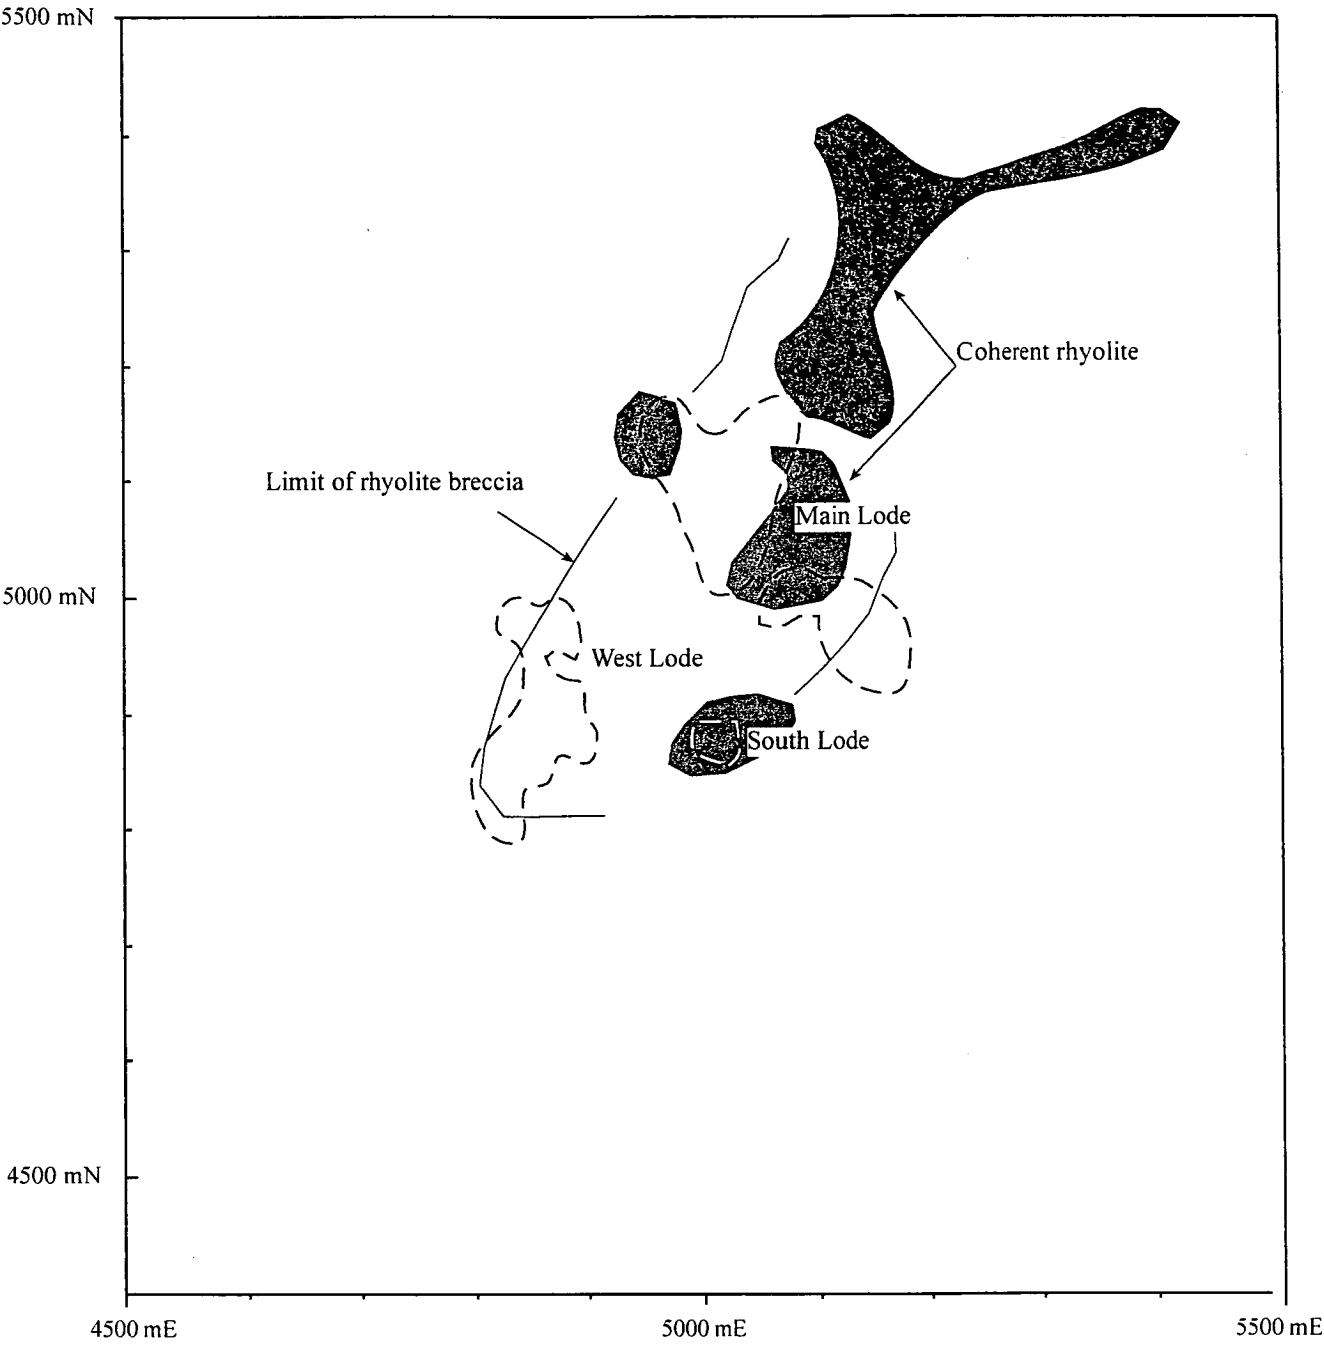 5500 mN
Coherent rhyolite
Limit of rhyolite breccia
Main Lode
5000 mN
West Lode
South Lode
4500 mN
4500 mE
5000 mE
5500 mE